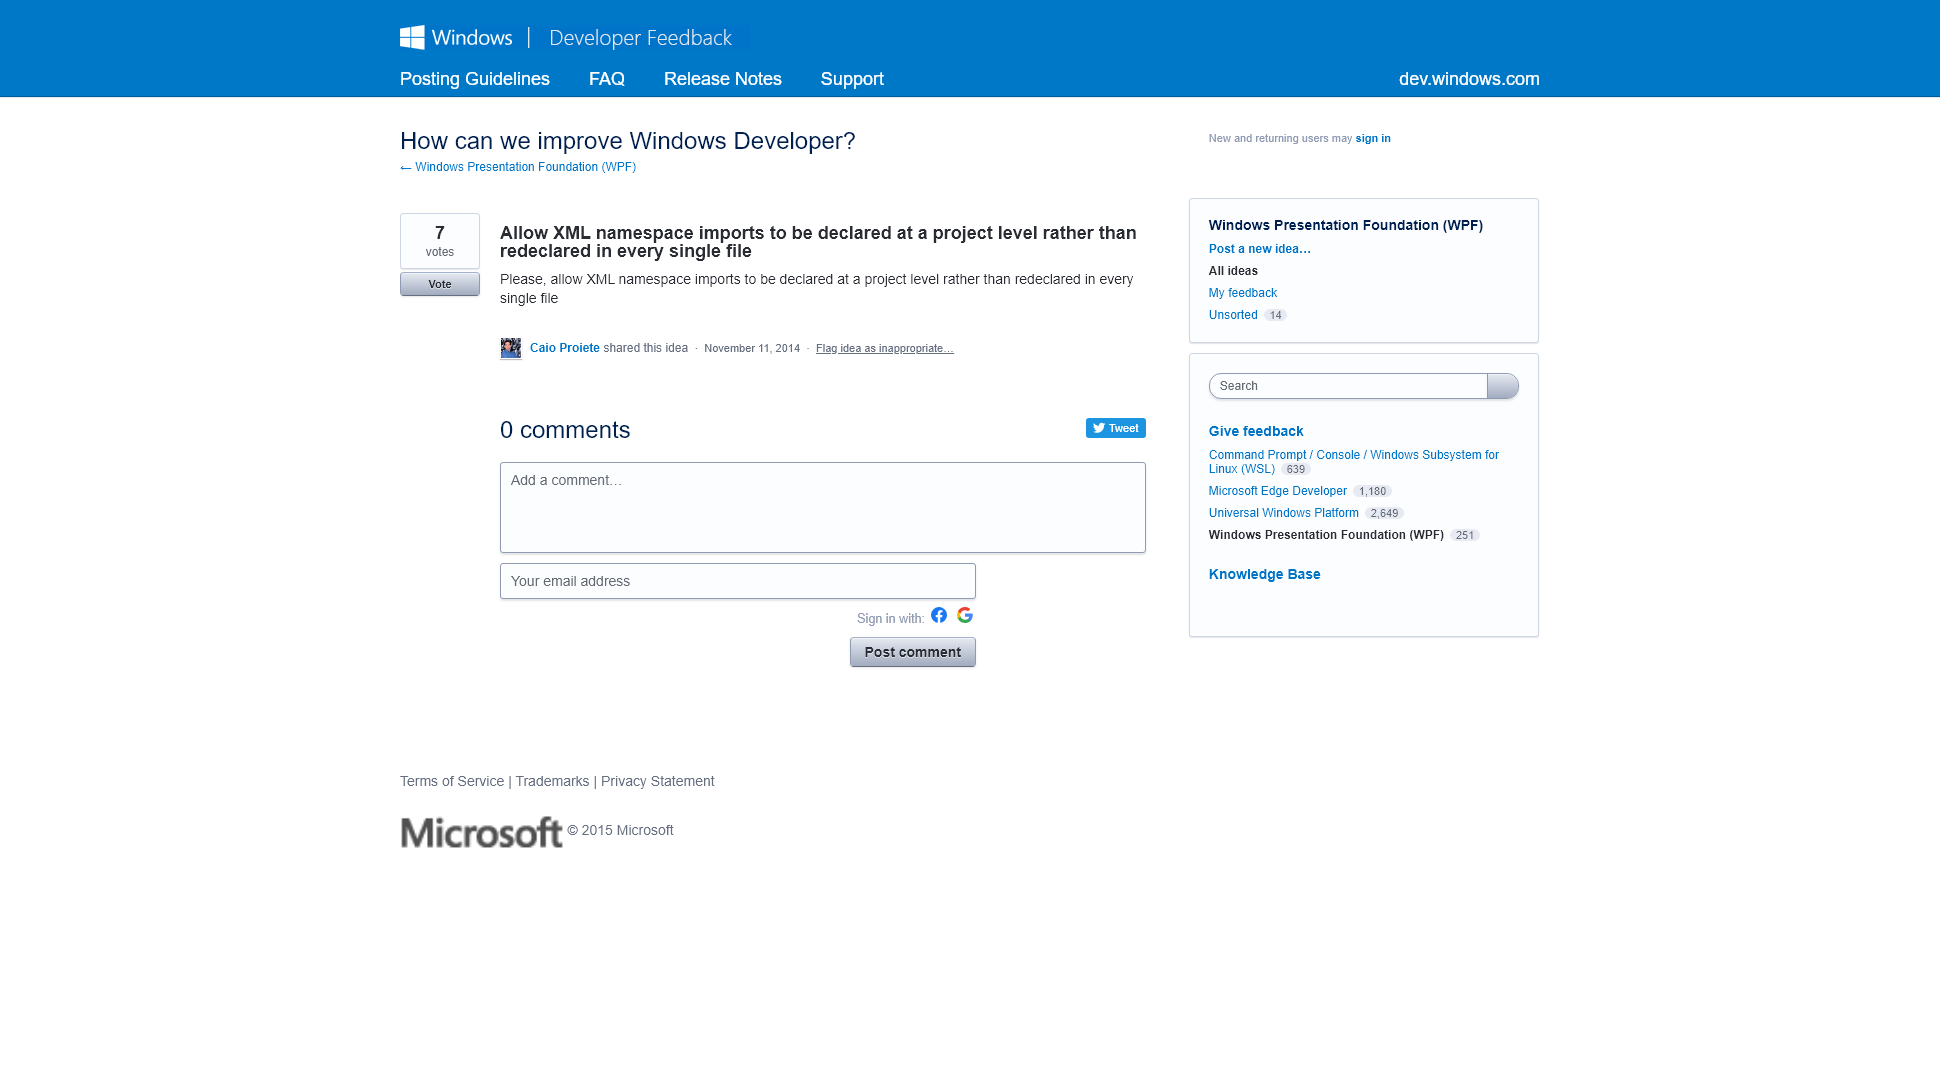 Windows | Developer Feedback
Posting Guidelines FAQ Release Notes Support dev.windows.com
How can we improve Windows Developer?
← Windows Presentation Foundation (WPF)
New and returning users may sign in
7
votes
Vote
Allow XML namespace imports to be declared at a project level rather than
redeclared in every single file
Please, allow XML namespace imports to be declared at a project level rather than redeclared in every
single file
Caio Proiete shared this idea · November 11, 2014 · Flag idea as inappropriate…
0 comments
Tweet
Add a comment…
Your email address
Sign in with:
Post comment
Windows Presentation Foundation (WPF)
Post a new idea…
All ideas
My feedback
Unsorted 14
Search
Give feedback
Command Prompt / Console / Windows Subsystem for
Linux (WSL) 639
Microsoft Edge Developer 1,180
Universal Windows Platform 2,649
Windows Presentation Foundation (WPF) 251
Knowledge Base
Terms of Service | Trademarks | Privacy Statement
Microsoft © 2015 Microsoft